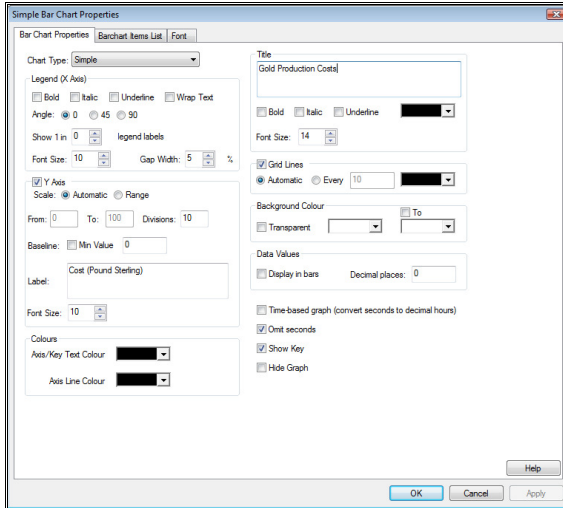 Simple Bar Chart Properties
Bar Chart Properties Barchart Items List Font
Chart Type: Simple
Legend (X Axis)
Bold Italic Underline Wrap Text
Angle: 0 45 90
Show 1 in 0 legend labels
Font Size: 10 Gap Width: 5 %
Y Axis
Scale: Automatic Range
From: 0 To: 100 Divisions: 10
Baseline: Min Value 0
Label: Cost (Pound Sterling)
Font Size: 10
Colours
Axis/Key Text Colour
Axis Line Colour
Title
Gold Production Costs
Bold Italic Underline
Font Size: 14
Grid Lines
Automatic Every 10
Background Colour
To
Transparent
Data Values
Display in bars Decimal places: 0
Time-based graph (convert seconds to decimal hours)
Omit seconds
Show Key
Hide Graph
Help
OK Cancel Apply